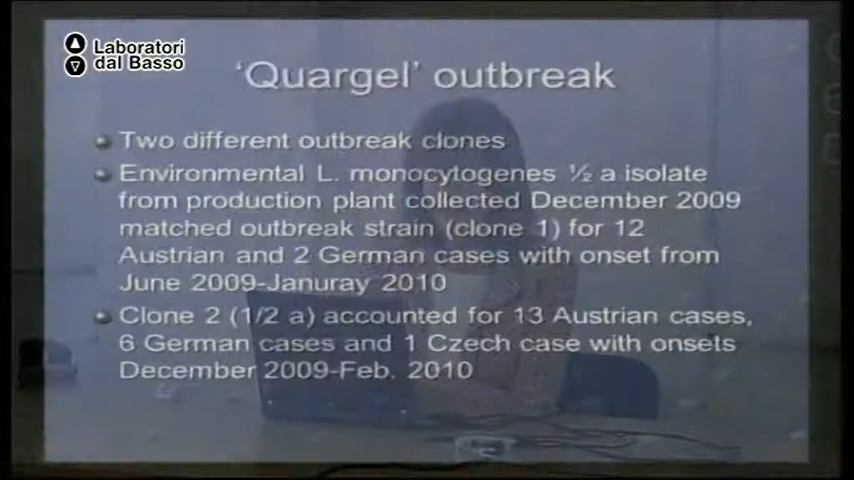 Laboratori
dal Basso
‘Quargel’ outbreak
Two different outbreak clones
Environmental L. monocytogenes ½ a isolate
from production plant collected December 2009
matched outbreak strain (clone 1) for 12
Austrian and 2 German cases with onset from
June 2009-Januray 2010
Clone 2 (1/2 a) accounted for 13 Austrian cases,
6 German cases and 1 Czech case with onsets
December 2009-Feb. 2010